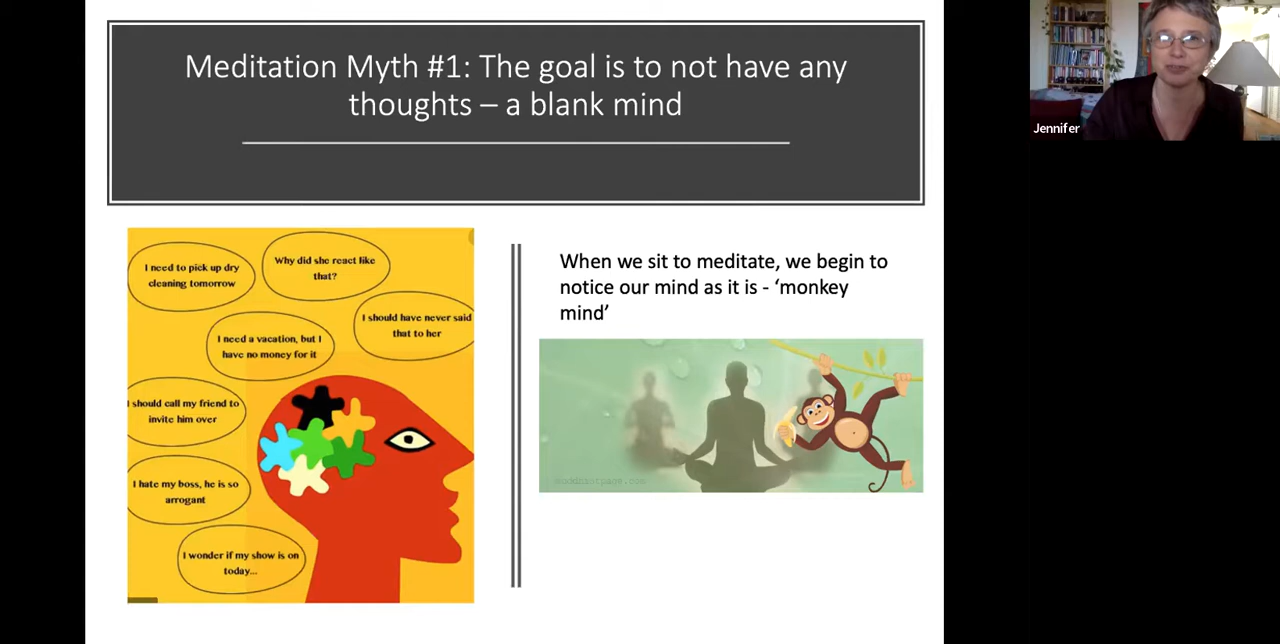 Meditation Myth #1: The goal is to not have any
thoughts – a blank mind
Jennifer
I need to pick up dry
cleaning tomorrow
Why did she react like
that?
I should have never said
that to her
I need a vacation, but I
have no money for it
I should call my friend to
invite him over
I hate my boss, he is so
arrogant
I wonder if my show is on
today...
When we sit to meditate, we begin to
notice our mind as it is - ‘monkey
mind’